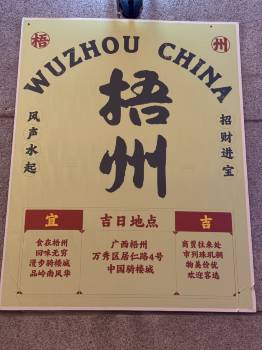 梧 州
WUZHOU CHINA
风声水起
招财进宝
梧州
宜
吉日地点
吉
食在梧州
回味无穷
漫步骑楼城
品岭南风华
广西梧州
万秀区居仁路4号
中国骑楼城
商贾往来处
市列珠玑稠
物美价优
欢迎客选